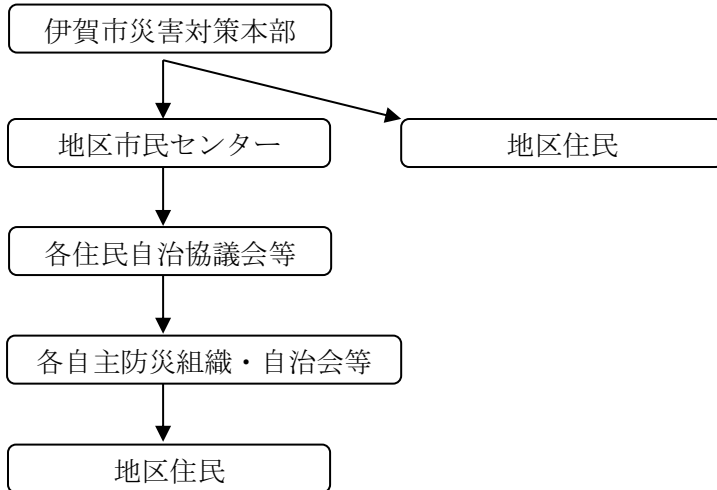 伊賀市災害対策本部
地区市民センター
地区住民
各住民自治協議会等
各自主防災組織・自治会等
地区住民